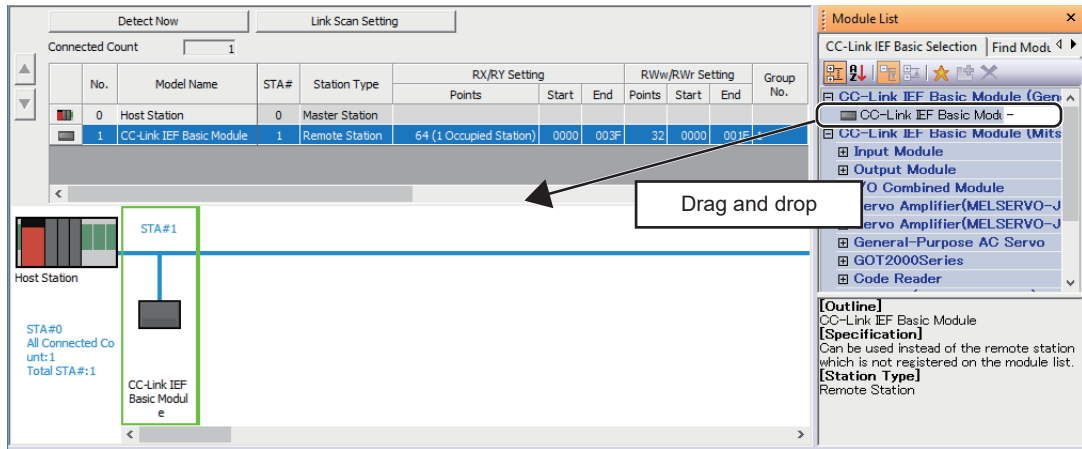 Detect Now
Link Scan Setting
Connected Count 1
No. Model Name STA# Station Type RX/RY Setting RWw/RWr Setting Group No.
Points Start End Points Start End
0 Host Station 0 Master Station
1 CC-Link IEF Basic Module 1 Remote Station 64 (1 Occupied Station) 0000 003F 32 0000 001F 1
STA#1
Host Station
STA#0
All Connected Co
unt:1
Total STA#:1
CC-Link IEF
Basic Modul
e
Drag and drop
Module List
CC-Link IEF Basic Selection Find Modu
CC-Link IEF Basic Module (Gen
CC-Link IEF Basic Modu
CC-Link IEF Basic Module (Mits
Input Module
Output Module
/O Combined Module
ervo Amplifier(MELSERVO-J
ervo Amplifier(MELSERVO-J
General-Purpose AC Servo
GOT2000Series
Code Reader
[Outline]
CC-Link IEF Basic Module
[Specification]
Can be used instead of the remote station
which is not registered on the module list.
[Station Type]
Remote Station